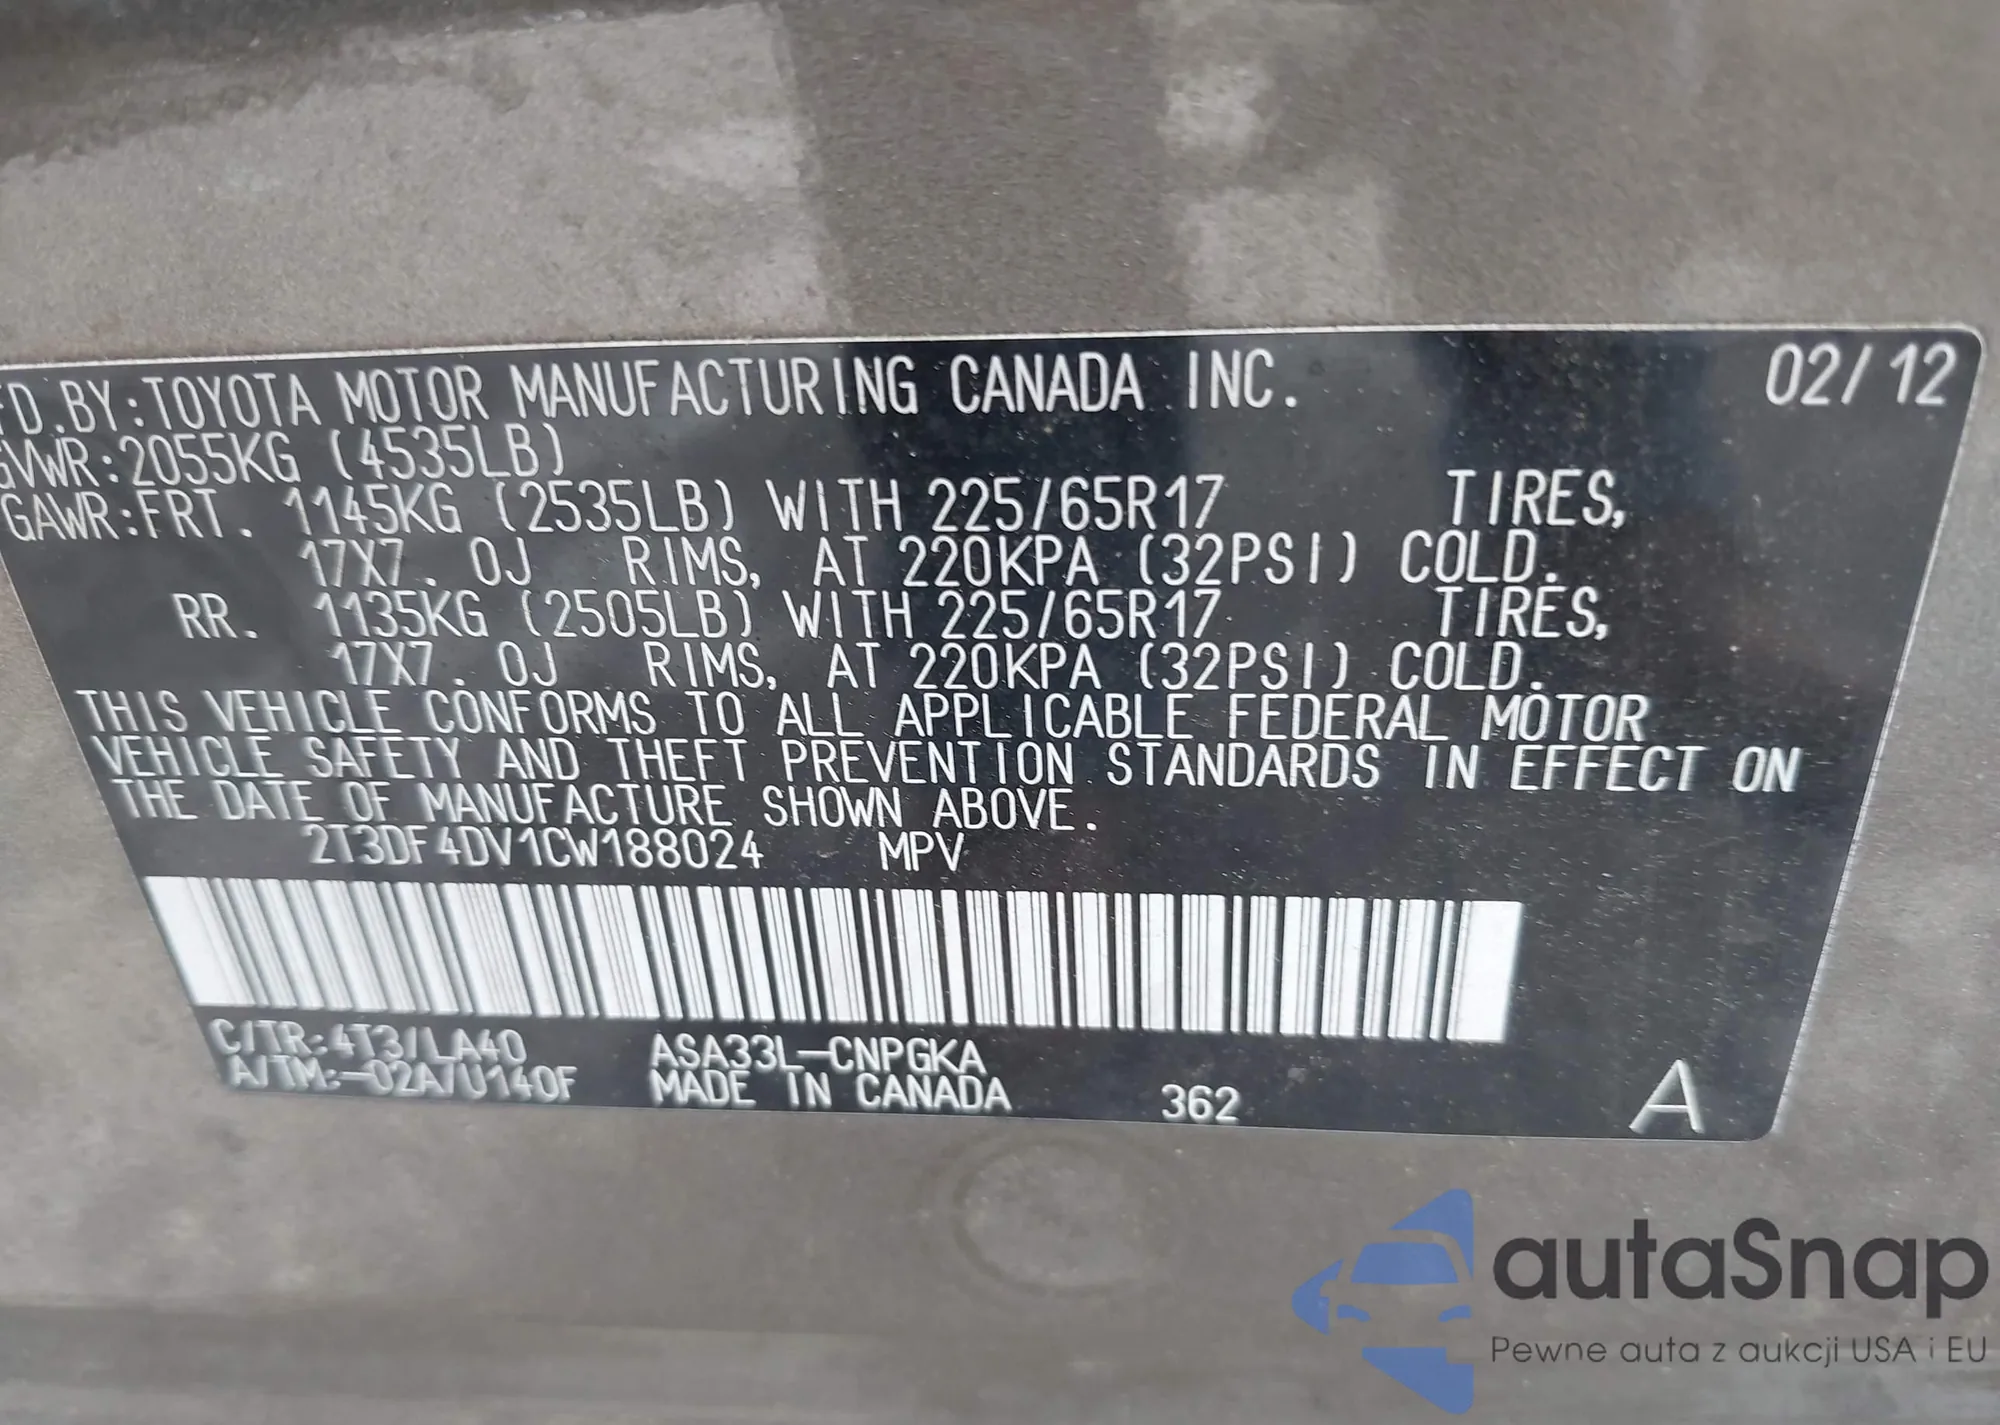 FD.BY:TOYOTA MOTOR MANUFACTURING CANADA INC. 02/12
GVWR:2055KG (4535LB)
GAWR:FRT. 1145KG (2535LB) WITH 225/65R17 TIRES,
17X7.0J RIMS, AT 220KPA (32PSI) COLD.
RR. 1135KG (2505LB) WITH 225/65R17 TIRES,
17X7.0J RIMS, AT 220KPA (32PSI) COLD.
THIS VEHICLE CONFORMS TO ALL APPLICABLE FEDERAL MOTOR
VEHICLE SAFETY AND THEFT PREVENTION STANDARDS IN EFFECT ON
THE DATE OF MANUFACTURE SHOWN ABOVE.
2T3DF4DV1CW188024 MPV
C/TR:4T3/LA40 ASA33L-CNPGKA
A/TM:-02A/U140F MADE IN CANADA 362 A
autaSnap
Pewne auta z aukcji USA i EU